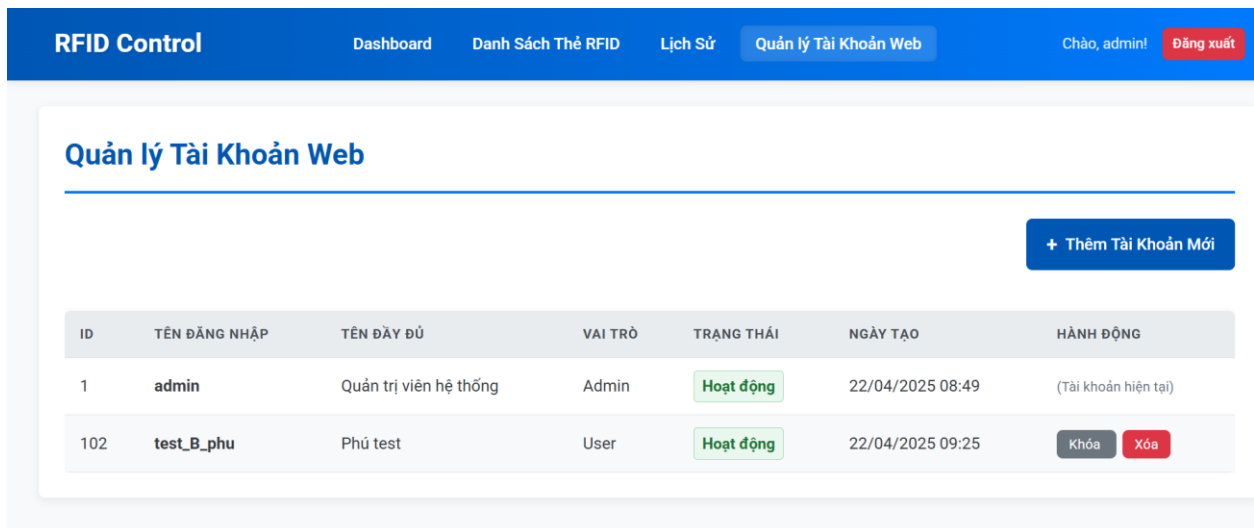 RFID Control Dashboard Danh Sách Thẻ RFID Lịch Sử Quản lý Tài Khoản Web Chào, admin! Đăng xuất
Quản lý Tài Khoản Web
+ Thêm Tài Khoản Mới
ID TÊN ĐĂNG NHẬP TÊN ĐẦY ĐỦ VAI TRÒ TRẠNG THÁI NGÀY TẠO HÀNH ĐỘNG
1 admin Quản trị viên hệ thống Admin Hoạt động 22/04/2025 08:49 (Tài khoản hiện tại)
102 test_B_phu Phú test User Hoạt động 22/04/2025 09:25 Khóa Xóa